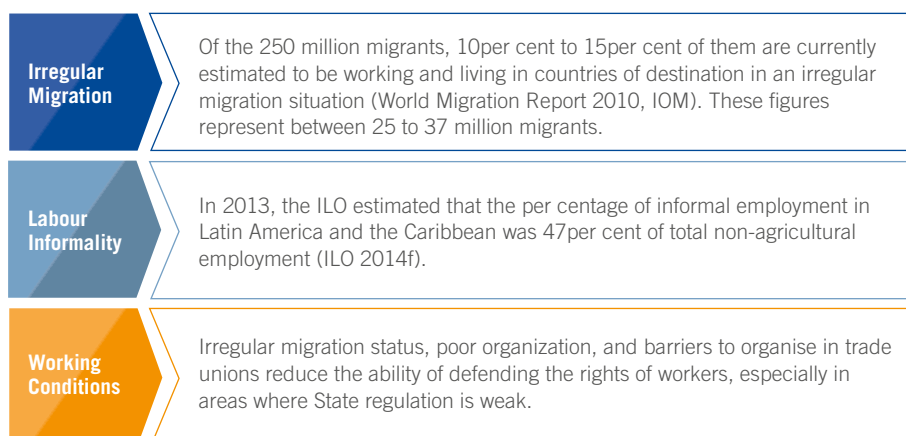 Irregular
Migration
Of the 250 million migrants, 10per cent to 15per cent of them are currently
estimated to be working and living in countries of destination in an irregular
migration situation (World Migration Report 2010, IOM). These figures
represent between 25 to 37 million migrants.
Labour
Informality
In 2013, the ILO estimated that the per centage of informal employment in
Latin America and the Caribbean was 47per cent of total non-agricultural
employment (ILO 2014f).
Working
Conditions
Irregular migration status, poor organization, and barriers to organise in trade
unions reduce the ability of defending the rights of workers, especially in
areas where State regulation is weak.